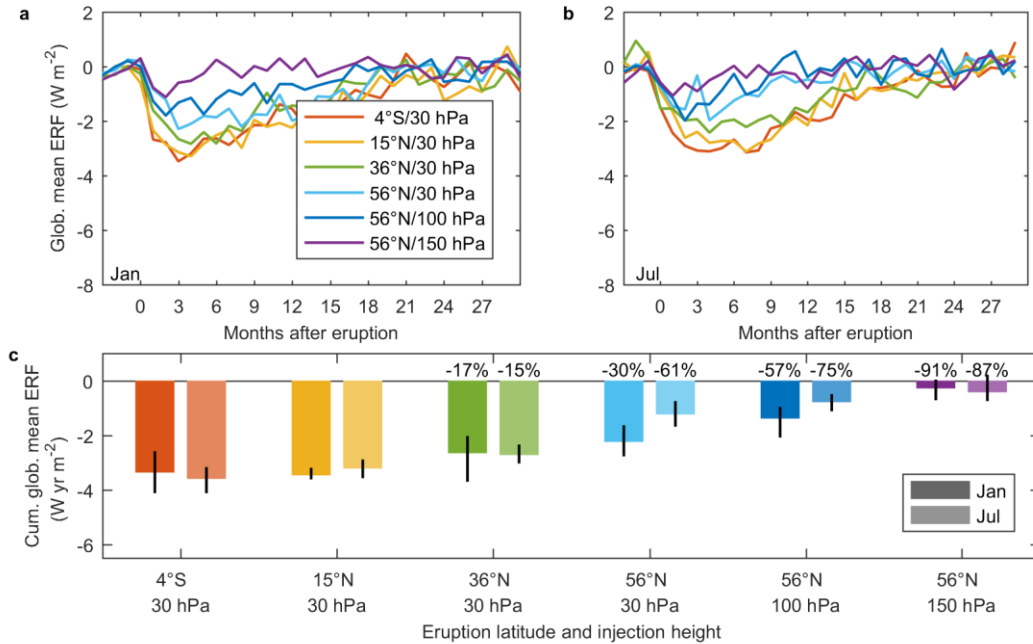 a
b
2
0
-2
-4
-6
-8
Glob. mean ERF (W m-2)
4°S/30 hPa
15°N/30 hPa
36°N/30 hPa
56°N/30 hPa
56°N/100 hPa
56°N/150 hPa
Jan
0 3 6 9 12 15 18 21 24 27
Months after eruption
2
0
-2
-4
-6
-8
Jul
0 3 6 9 12 15 18 21 24 27
Months after eruption
c
0
-2
-4
-6
Cum. glob. mean ERF
(W yr m-2)
-17% -15% -30% -61% -57% -75% -91% -87%
Jan
Jul
4°S 15°N 36°N 56°N 56°N 56°N
30 hPa 30 hPa 30 hPa 30 hPa 100 hPa 150 hPa
Eruption latitude and injection height